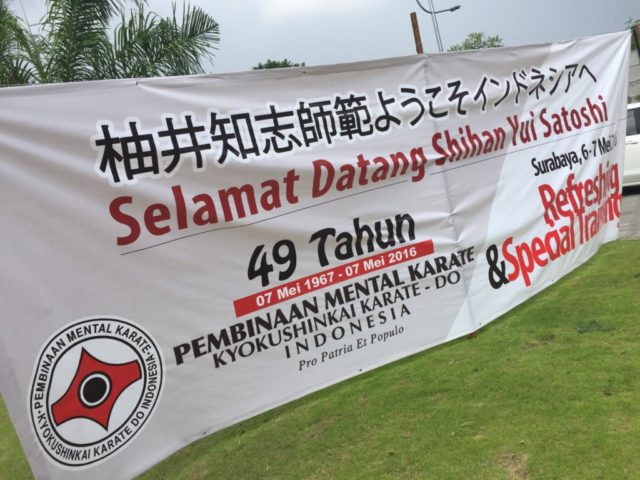 柚井知志師範ようこそインドネシアへ
Selamat Datang Shihan Yui Satoshi
Surabaya, 6-7 Mei
Refreshing
&Special Training
49 Tahun
07 Mei 1967 - 07 Mei 2016
PEMBINAAN MENTAL KARATE
KYOKUSHINKAI KARATE - DO
INDONESIA
Pro Patria Et Populo
PEMBINAAN MENTAL KARATE
KYOKUSHINKAI KARATE DO INDONESIA